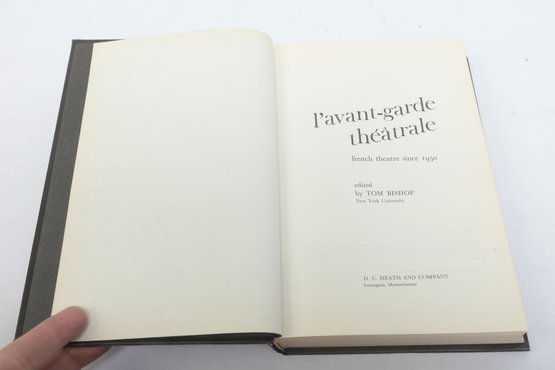 l'avant-garde
théâtrale
french theatre since 1950
edited
by TOM BISHOP
New York University
D. C. HEATH AND COMPANY
Lexington, Massachusetts